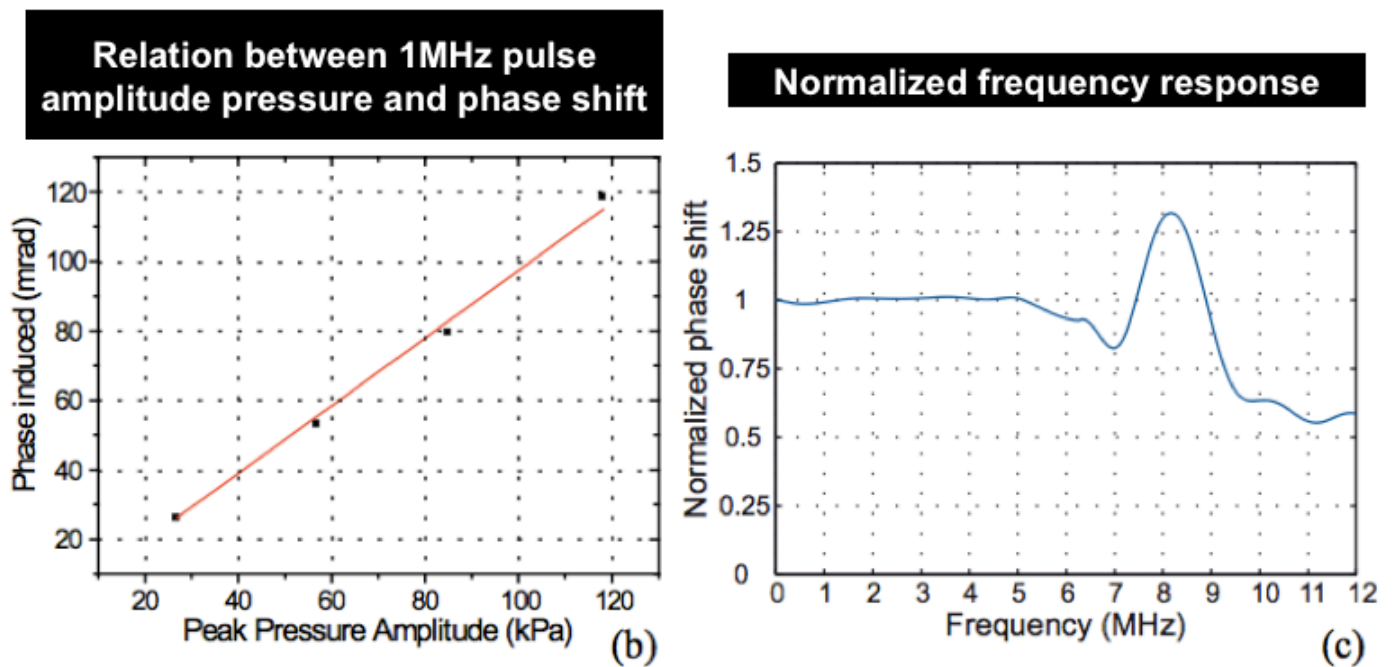 Relation between 1MHz pulse
amplitude pressure and phase shift
Phase induced (mrad)
120
100
80
60
40
20
20 40 60 80 100 120
Peak Pressure Amplitude (kPa)
(b)
Normalized frequency response
Normalized phase shift
1.5
1.25
1
0.75
0.5
0.25
0
0 1 2 3 4 5 6 7 8 9 10 11 12
Frequency (MHz)
(c)